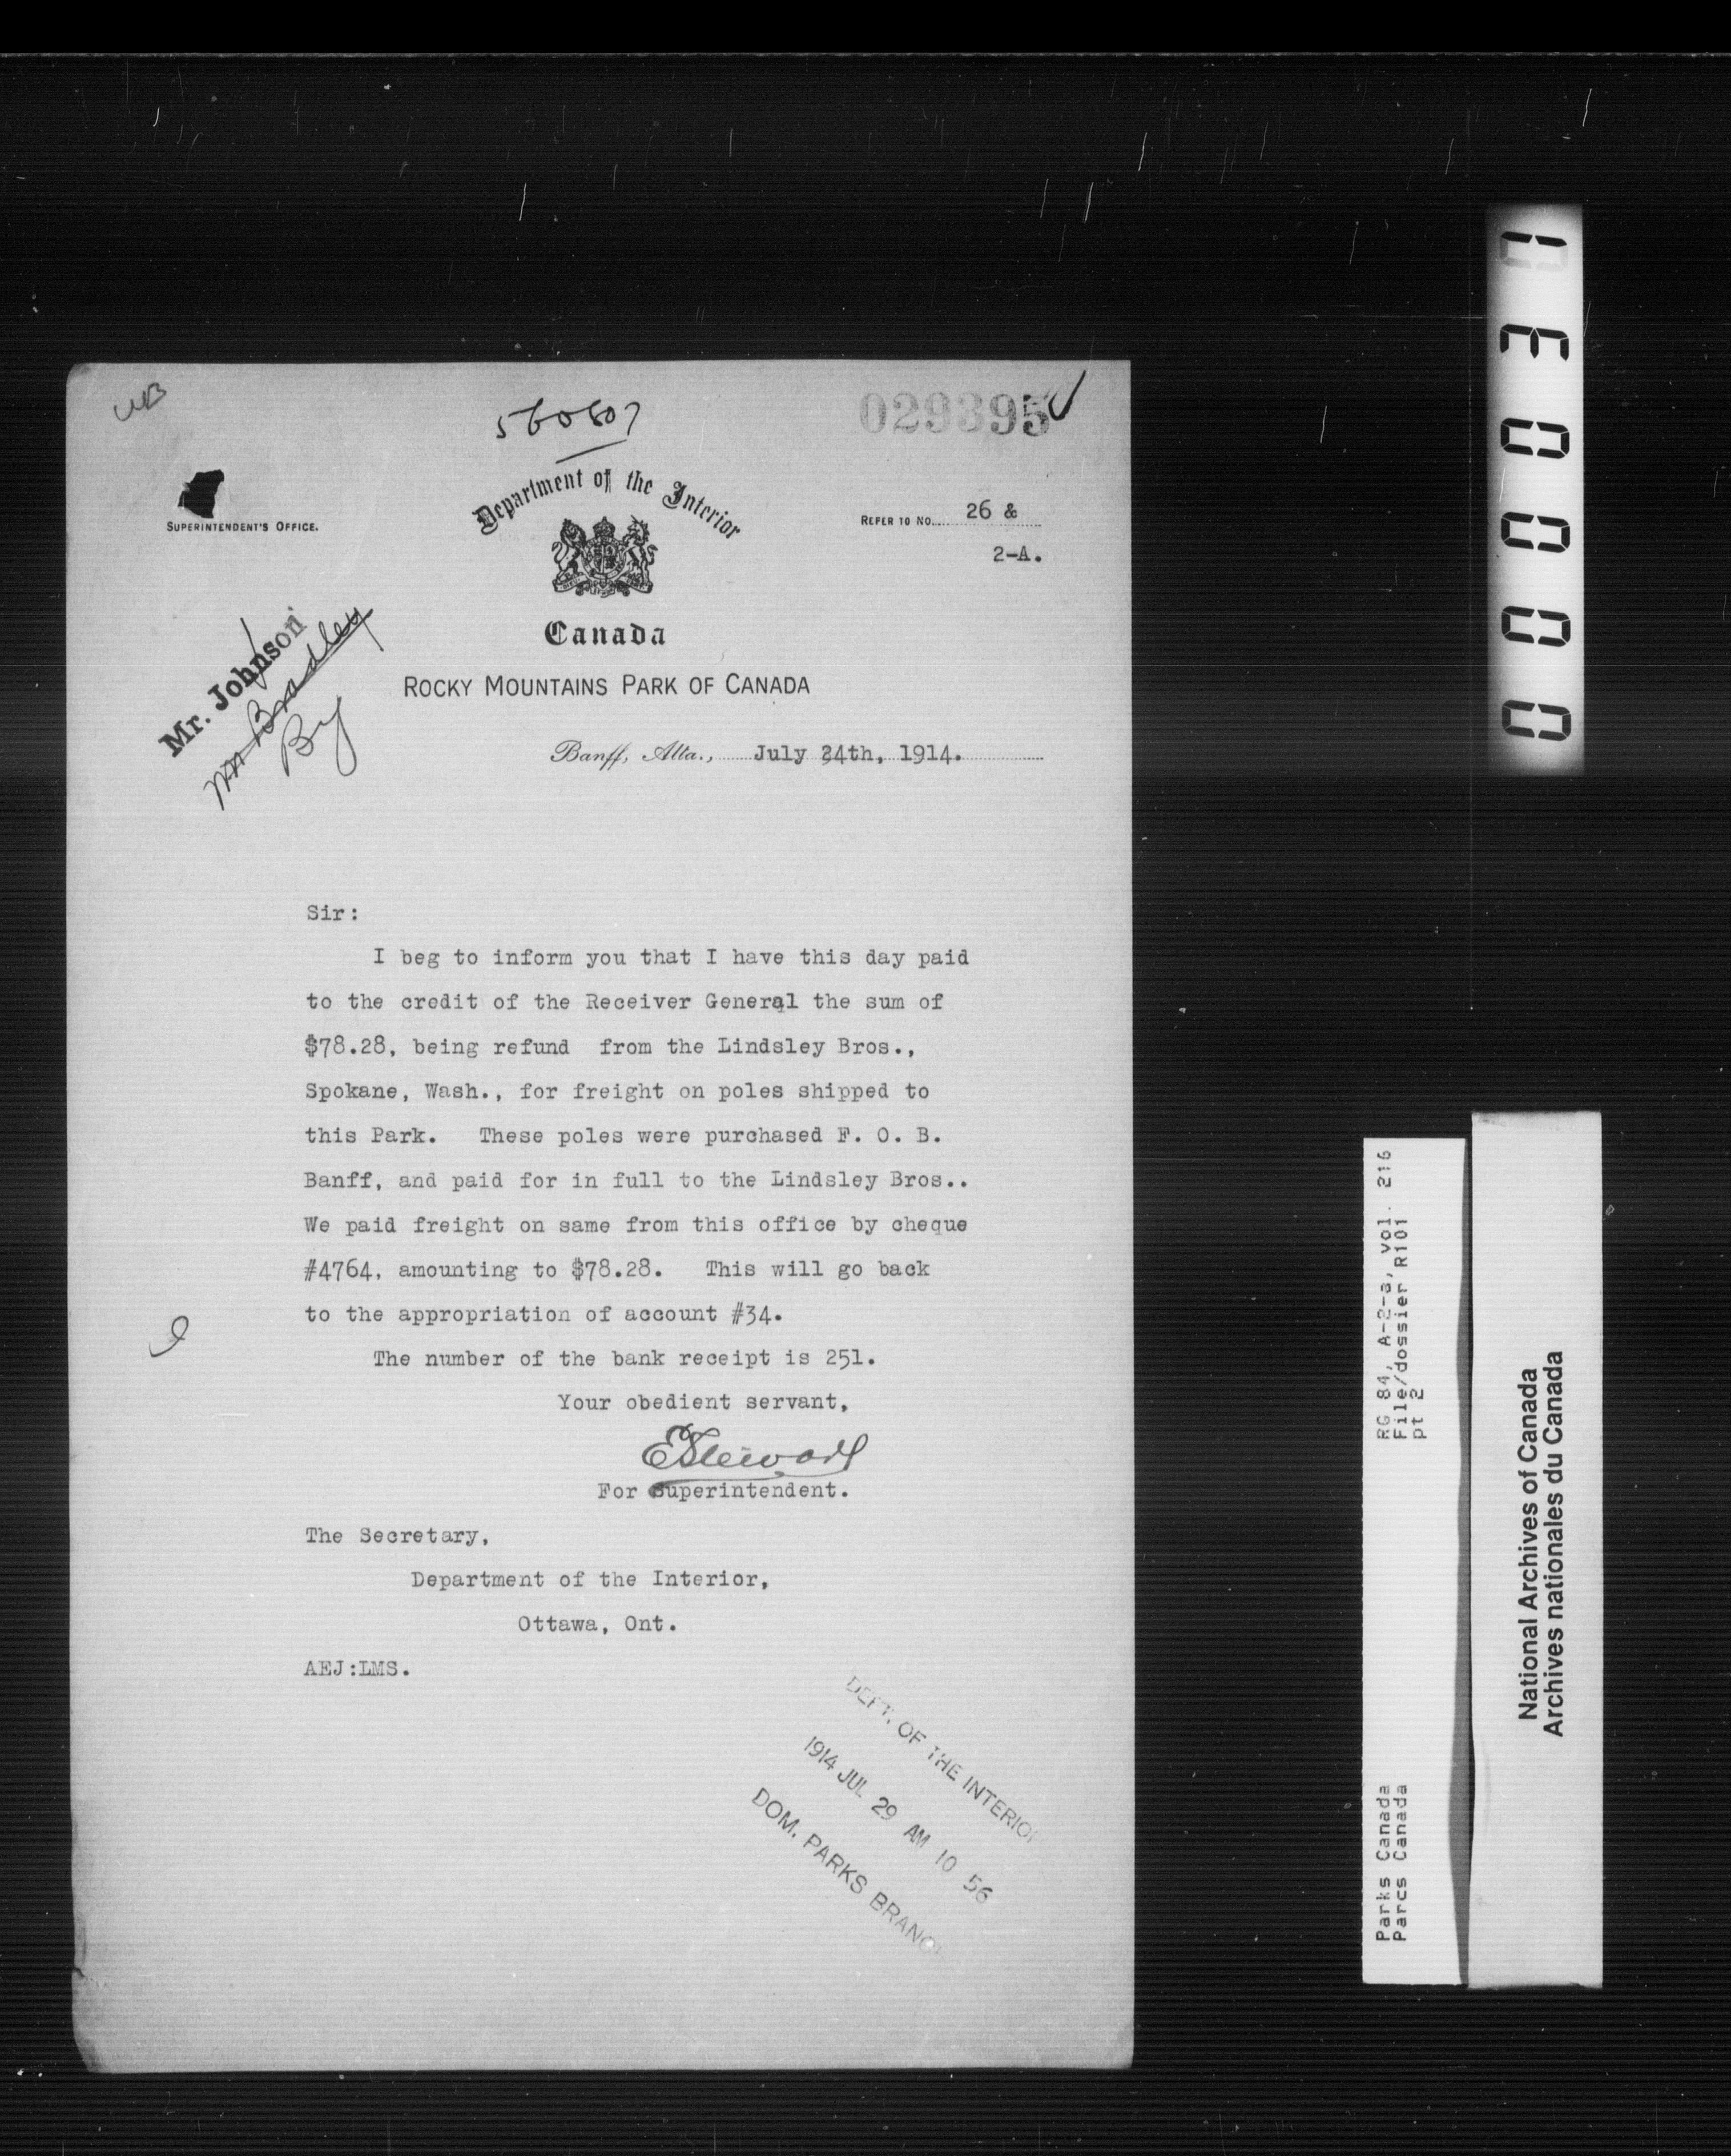 WB
560807
029395
Department of the Interior
SUPERINTENDENT'S OFFICE.
REFER TO NO. 26 &
2-A.
Canada
Mr. Johnson
Mr Bradley
By
ROCKY MOUNTAINS PARK OF CANADA
Banff, Alta., July 24th, 1914.
Sir:
I beg to inform you that I have this day paid
to the credit of the Receiver General the sum of
$78.28, being refund from the Lindsley Bros.,
Spokane, Wash., for freight on poles shipped to
this Park. These poles were purchased F. O. B.
Banff, and paid for in full to the Lindsley Bros..
We paid freight on same from this office by cheque
#4764, amounting to $78.28. This will go back
to the appropriation of account #34.
The number of the bank receipt is 251.
Your obedient servant,
EStewart
For Superintendent.
The Secretary,
Department of the Interior,
Ottawa, Ont.
AEJ:LMS.
DEPT. OF THE INTERIOR
1914 JUL 29 AM 10 56
DOM. PARKS BRANCH
000030
RG 84, A-2-a, vol. 216
File/dossier R101
pt 2
Parks Canada
Parcs Canada
National Archives of Canada
Archives nationales du Canada